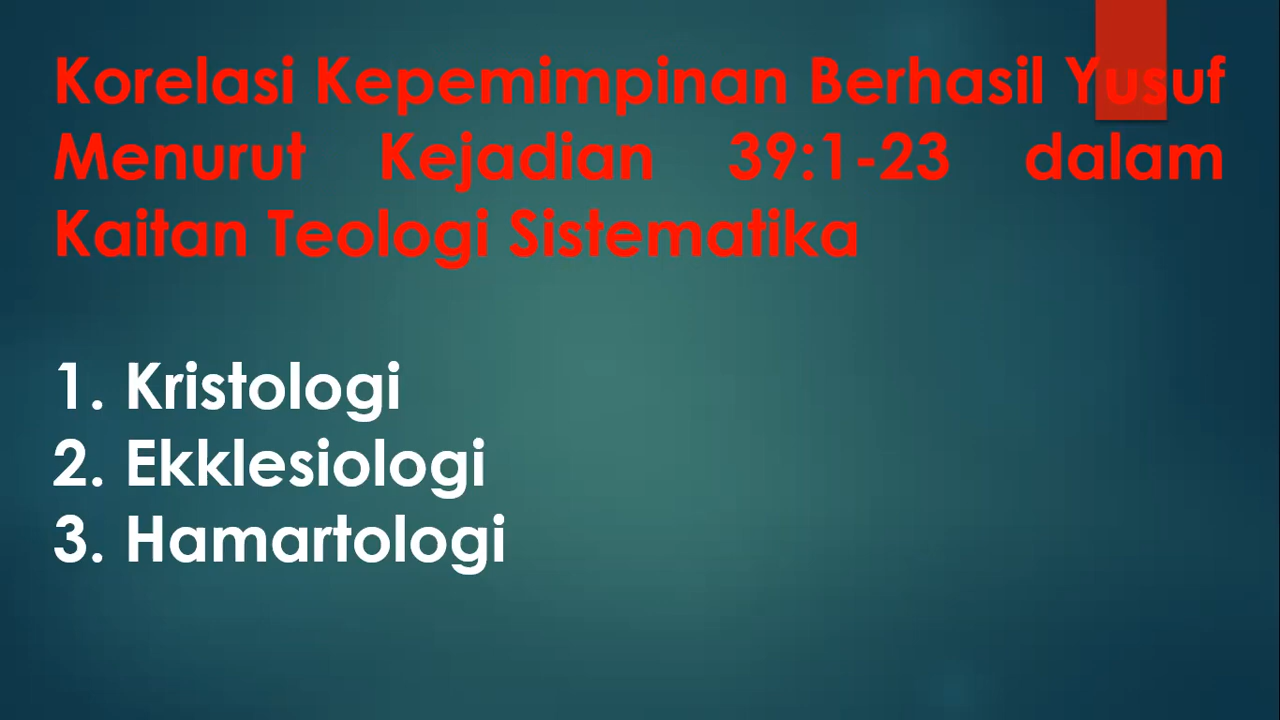 Korelasi Kepemimpinan Berhasil Yusuf
Menurut Kejadian 39:1-23 dalam
Kaitan Teologi Sistematika
1. Kristologi
2. Ekklesiologi
3. Hamartologi